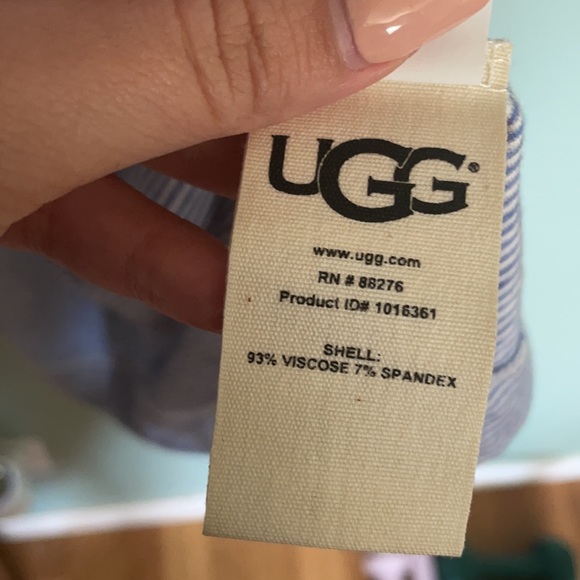 UGG®
www.ugg.com
RN # 88276
Product ID# 1016361
SHELL:
93% VISCOSE 7% SPANDEX